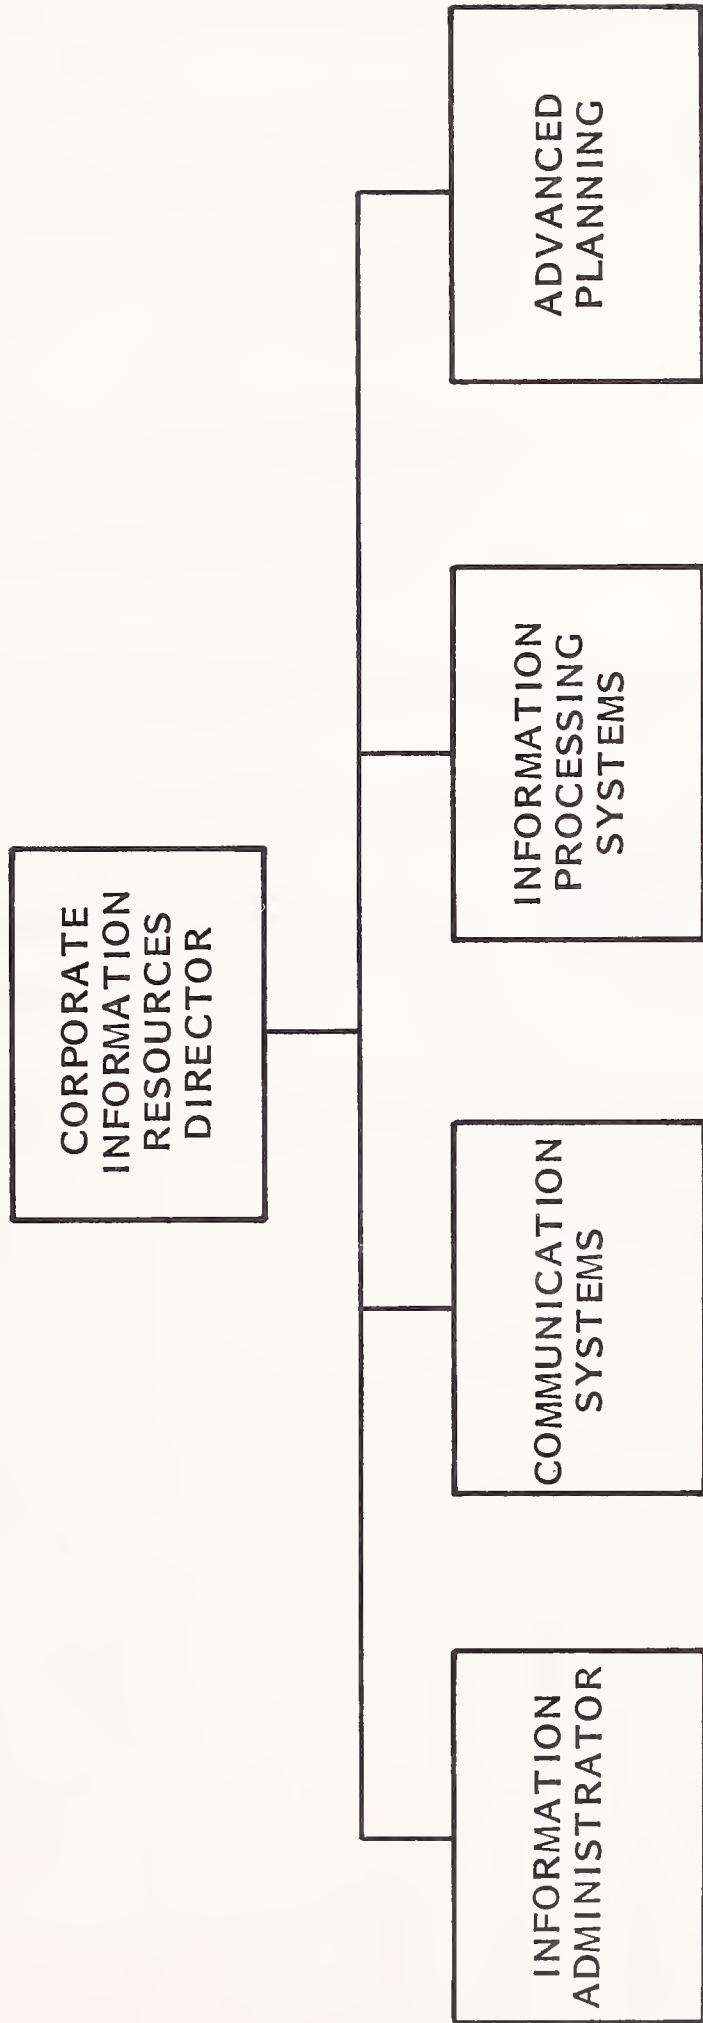 CORPORATE
INFORMATION
RESOURCES
DIRECTOR
INFORMATION
ADMINISTRATOR
COMMUNICATION
SYSTEMS
INFORMATION
PROCESSING
SYSTEMS
ADVANCED
PLANNING